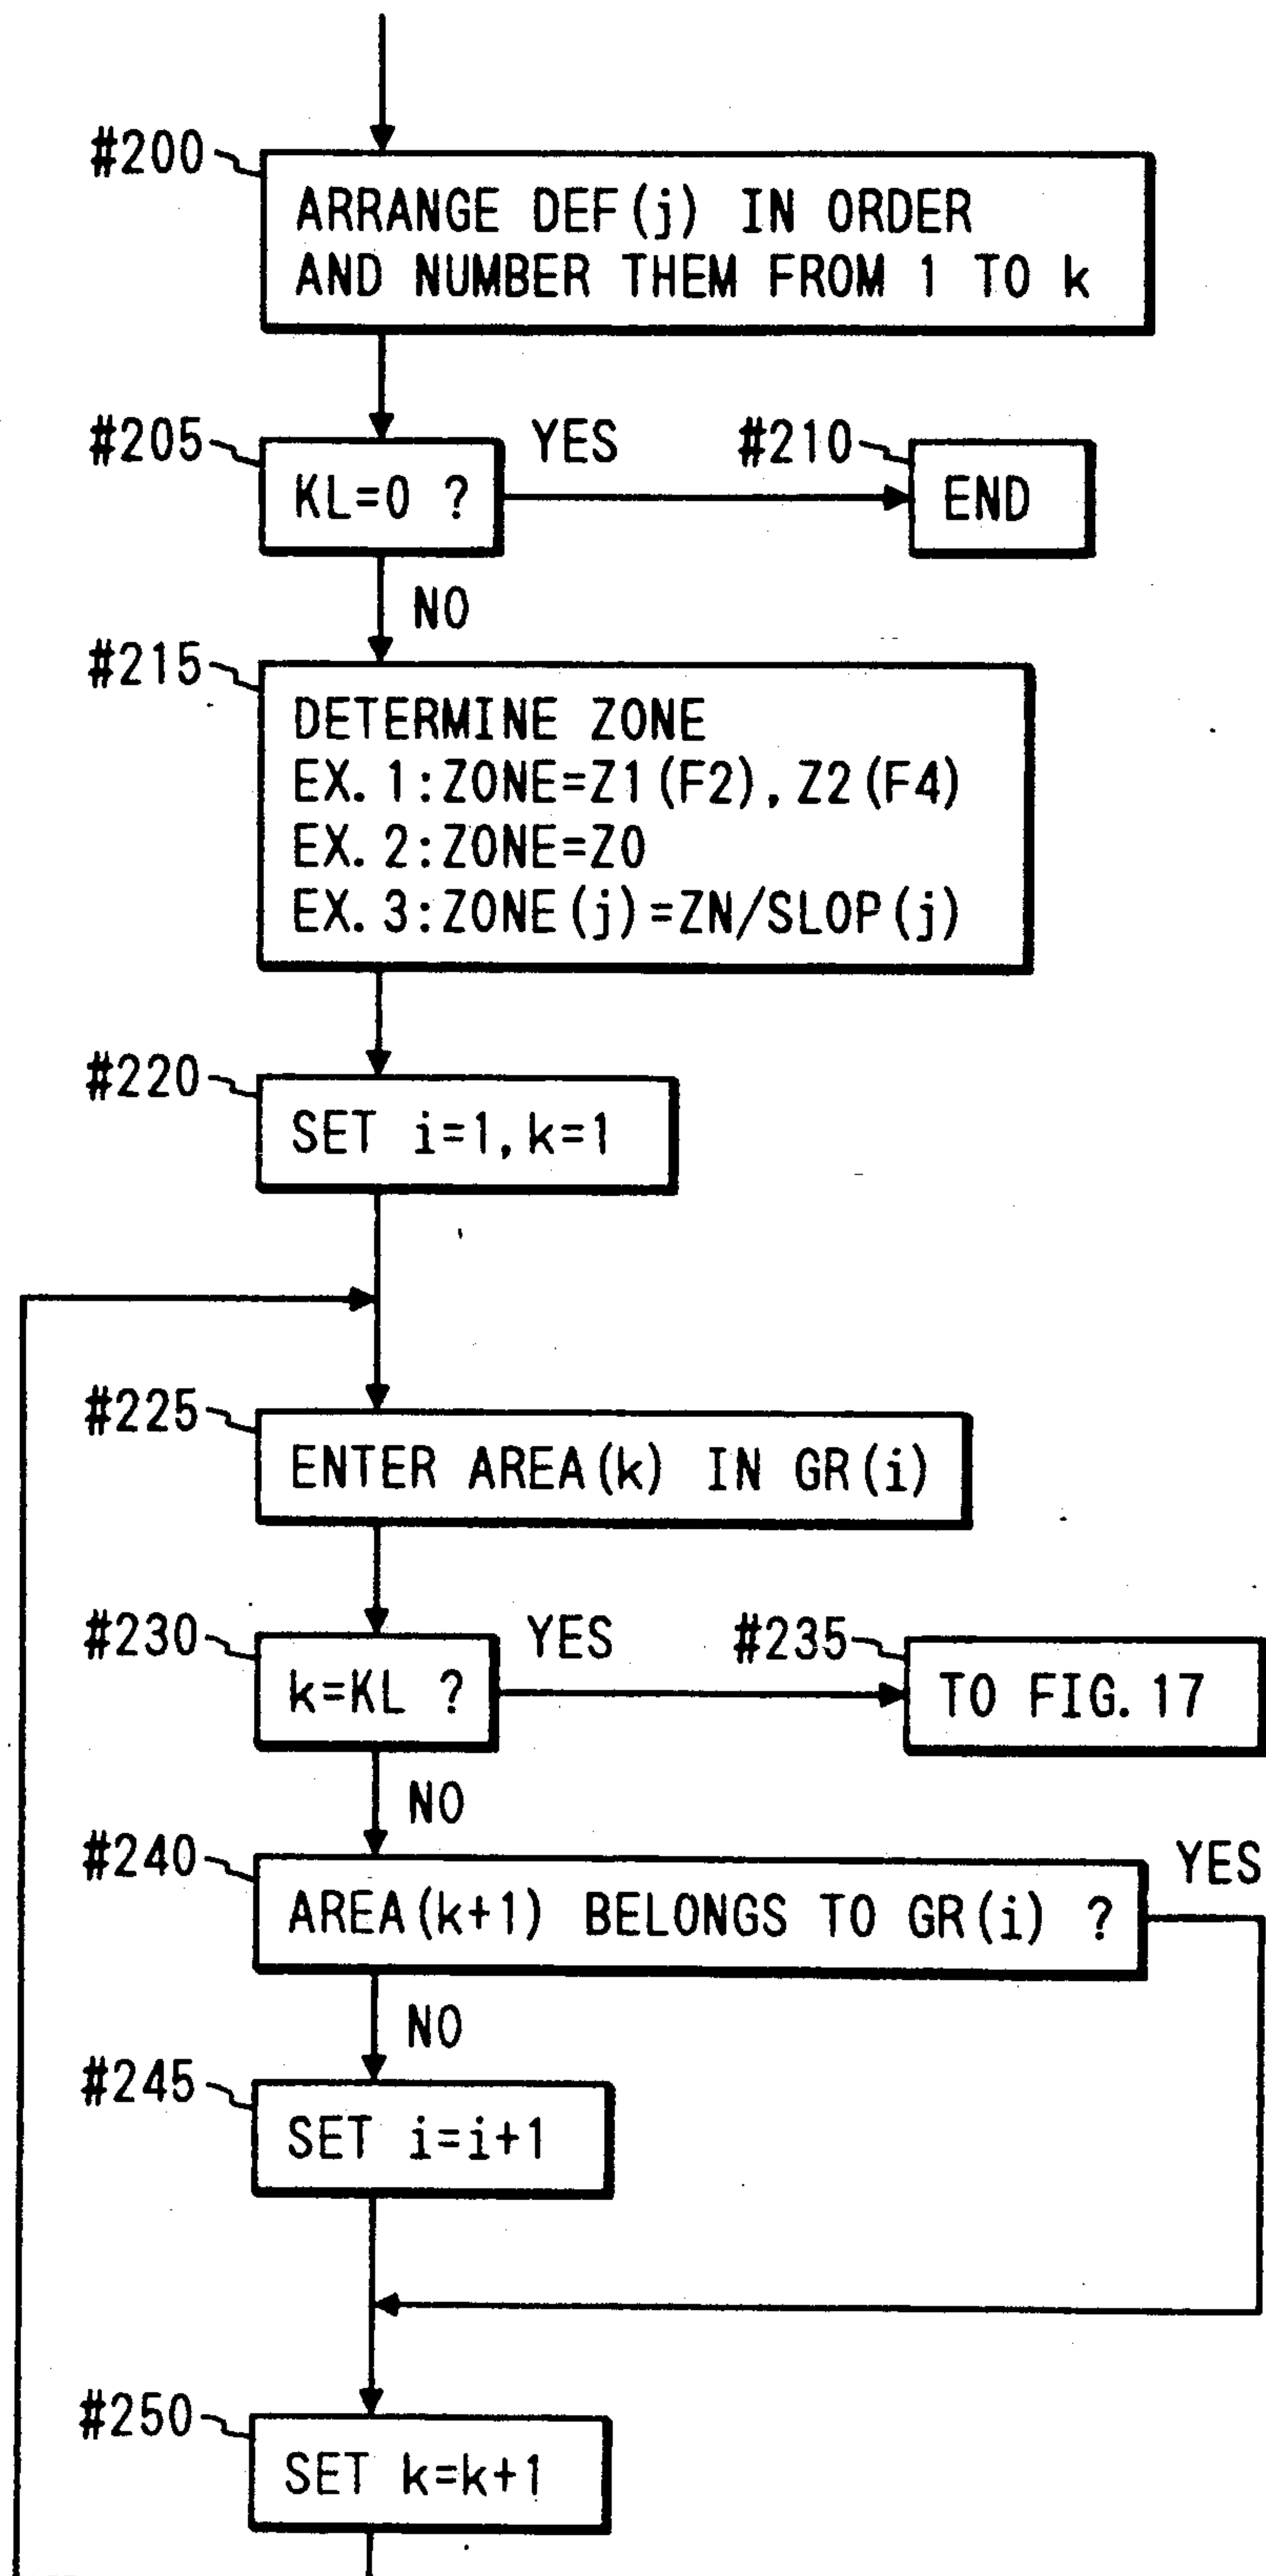 #200
ARRANGE DEF(j) IN ORDER
AND NUMBER THEM FROM 1 TO k
#205
KL=0 ?
YES
#210
END
NO
#215
DETERMINE ZONE
EX. 1:ZONE=Z1(F2), Z2(F4)
EX. 2:ZONE=Z0
EX. 3:ZONE(j)=ZN/SLOP(j)
#220
SET i=1, k=1
#225
ENTER AREA(k) IN GR(i)
#230
k=KL ?
YES
#235
TO FIG. 17
NO
#240
AREA(k+1) BELONGS TO GR(i) ?
YES
NO
#245
SET i=i+1
#250
SET k=k+1